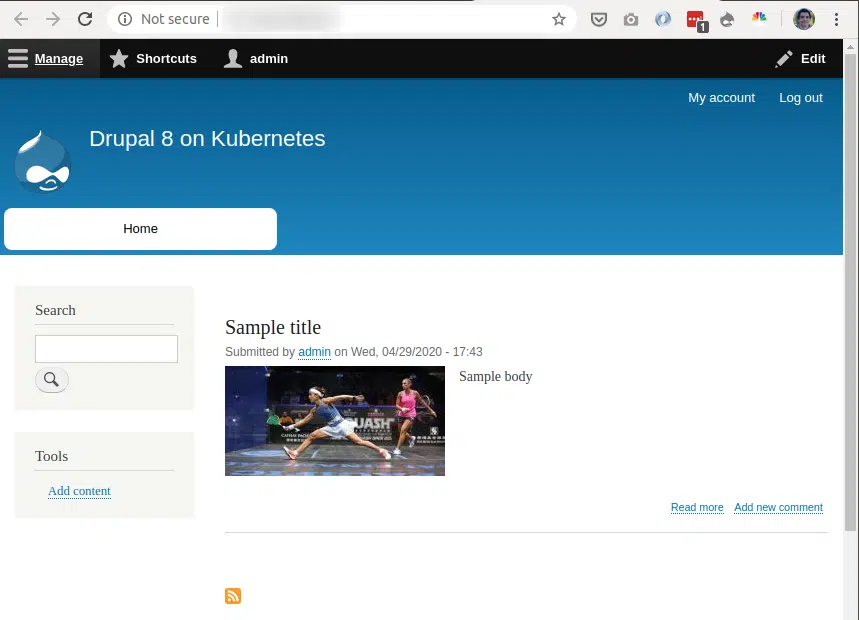 Not secure
1
Manage
Shortcuts
admin
Edit
My account
Log out
Drupal 8 on Kubernetes
Home
Search
Sample title
Submitted by admin on Wed, 04/29/2020 - 17:43
SQUASH
Sample body
Tools
Add content
Read more
Add new comment